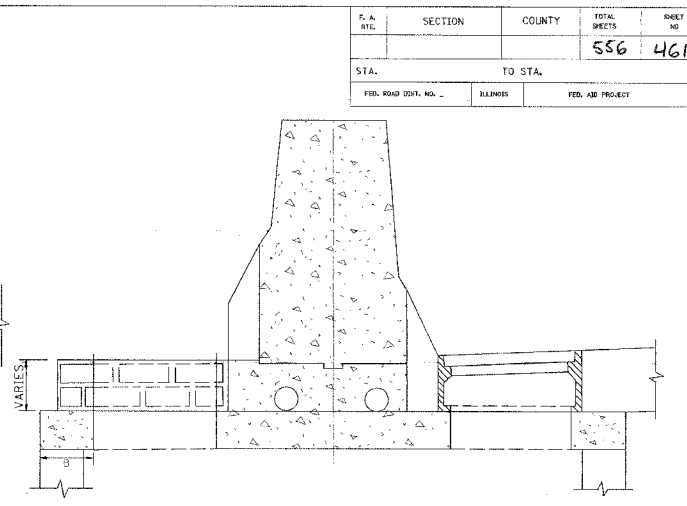 F. A. RTE. SECTION COUNTY TOTAL SHEETS SHEET NO
556 461
STA. TO STA.
FED. ROAD DIST. NO. _ ILLINOIS FED. AID PROJECT
VARIES
8